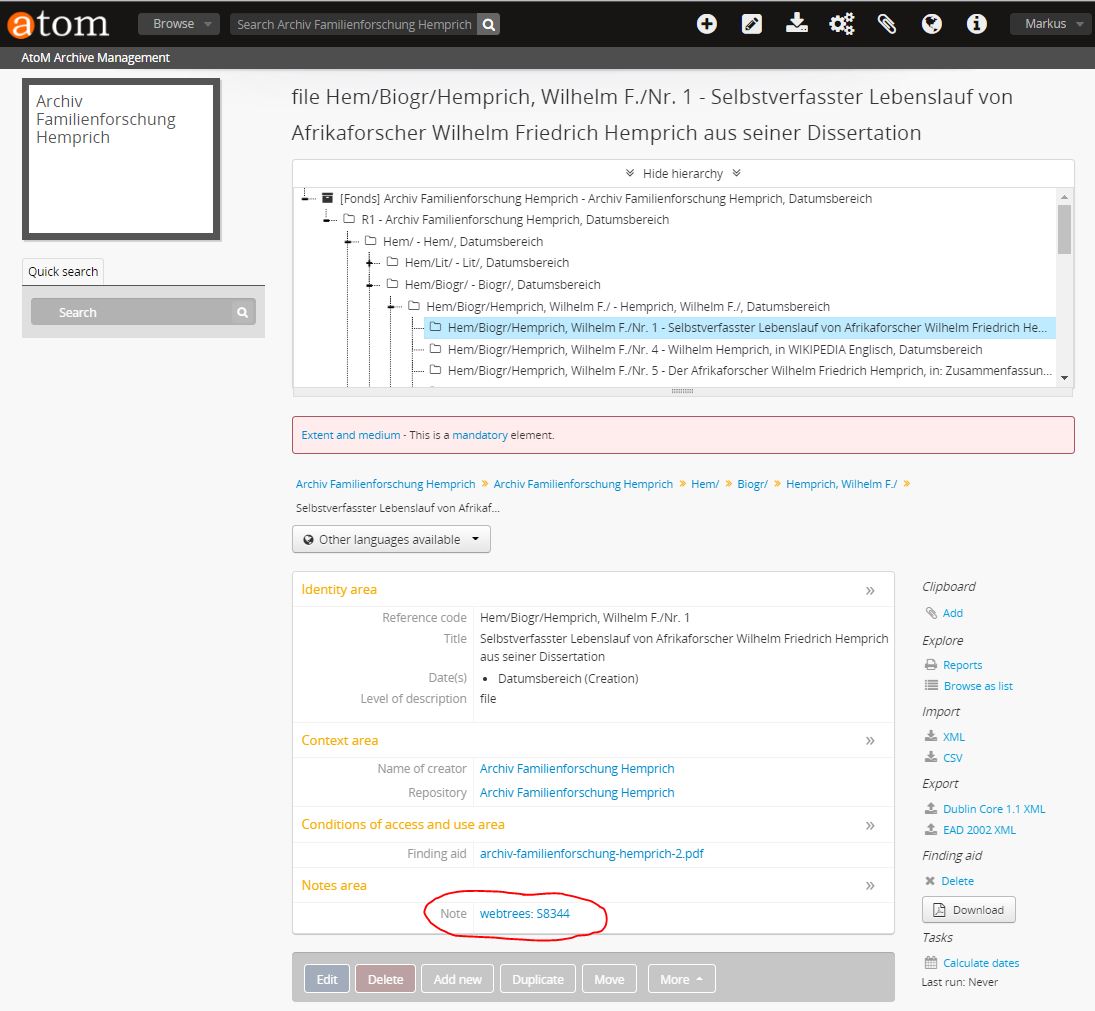 atom
Browse
Search Archiv Familienforschung Hemprich
Markus
AtoM Archive Management
Archiv
Familienforschung
Hemprich
Quick search
Search
file Hem/Biogr/Hemprich, Wilhelm F./Nr. 1 - Selbstverfasster Lebenslauf von
Afrikaforscher Wilhelm Friedrich Hemprich aus seiner Dissertation
Hide hierarchy
[Fonds] Archiv Familienforschung Hemprich - Archiv Familienforschung Hemprich, Datumsbereich
R1 - Archiv Familienforschung Hemprich, Datumsbereich
Hem/ - Hem/, Datumsbereich
Hem/Lit/ - Lit/, Datumsbereich
Hem/Biogr/ - Biogr/, Datumsbereich
Hem/Biogr/Hemprich, Wilhelm F./ - Hemprich, Wilhelm F./, Datumsbereich
Hem/Biogr/Hemprich, Wilhelm F./Nr. 1 - Selbstverfasster Lebenslauf von Afrikaforscher Wilhelm Friedrich He...
Hem/Biogr/Hemprich, Wilhelm F./Nr. 4 - Wilhelm Hemprich, in WIKIPEDIA Englisch, Datumsbereich
Hem/Biogr/Hemprich, Wilhelm F./Nr. 5 - Der Afrikaforscher Wilhelm Friedrich Hemprich, in: Zusammenfassun...
Extent and medium - This is a mandatory element.
Archiv Familienforschung Hemprich » Archiv Familienforschung Hemprich » Hem/ » Biogr/ » Hemprich, Wilhelm F./ »
Selbstverfasster Lebenslauf von Afrikaf...
Other languages available
Identity area »
Reference code Hem/Biogr/Hemprich, Wilhelm F./Nr. 1
Title Selbstverfasster Lebenslauf von Afrikaforscher Wilhelm Friedrich Hemprich
aus seiner Dissertation
Date(s) • Datumsbereich (Creation)
Level of description file
Context area »
Name of creator Archiv Familienforschung Hemprich
Repository Archiv Familienforschung Hemprich
Conditions of access and use area »
Finding aid archiv-familienforschung-hemprich-2.pdf
Notes area »
Note webtrees: S8344
Edit Delete Add new Duplicate Move More
Clipboard
Add
Explore
Reports
Browse as list
Import
XML
CSV
Export
Dublin Core 1.1 XML
EAD 2002 XML
Finding aid
Delete
Download
Tasks
Calculate dates
Last run: Never